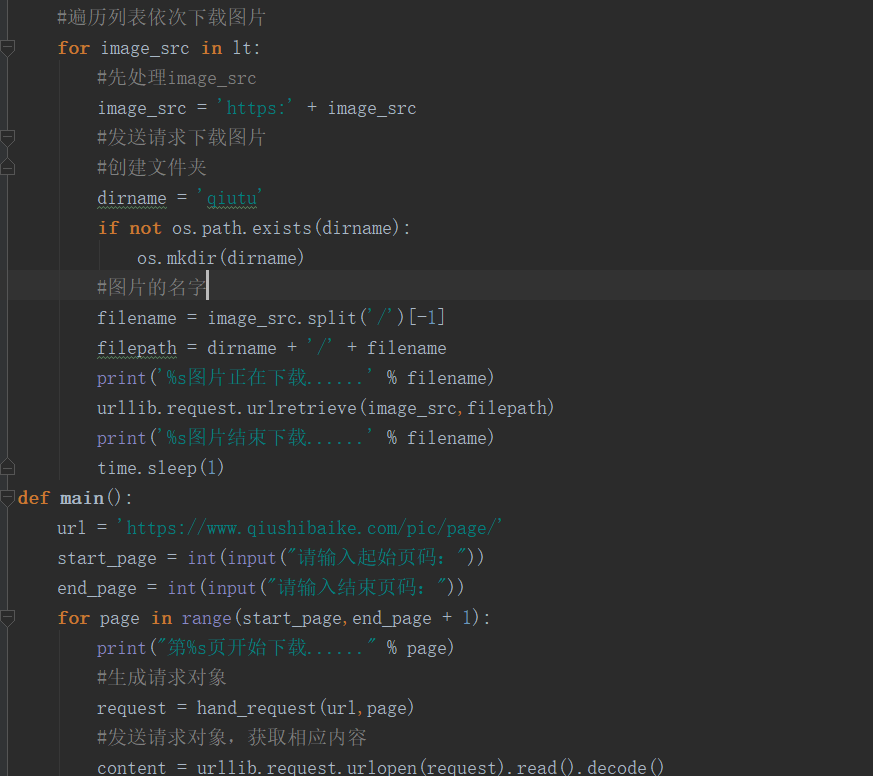 #遍历列表依次下载图片
for image_src in lt:
#先处理image_src
image_src = 'https:' + image_src
#发送请求下载图片
#创建文件夹
dirname = 'qiutu'
if not os.path.exists(dirname):
os.mkdir(dirname)
#图片的名字
filename = image_src.split('/')[-1]
filepath = dirname + '/' + filename
print('%s图片正在下载......' % filename)
urllib.request.urlretrieve(image_src,filepath)
print('%s图片结束下载......' % filename)
time.sleep(1)
def main():
url = 'https://www.qiushibaike.com/pic/page/'
start_page = int(input("请输入起始页码："))
end_page = int(input("请输入结束页码："))
for page in range(start_page,end_page + 1):
print("第%s页开始下载......" % page)
#生成请求对象
request = hand_request(url,page)
#发送请求对象，获取相应内容
content = urllib.request.urlopen(request).read().decode()